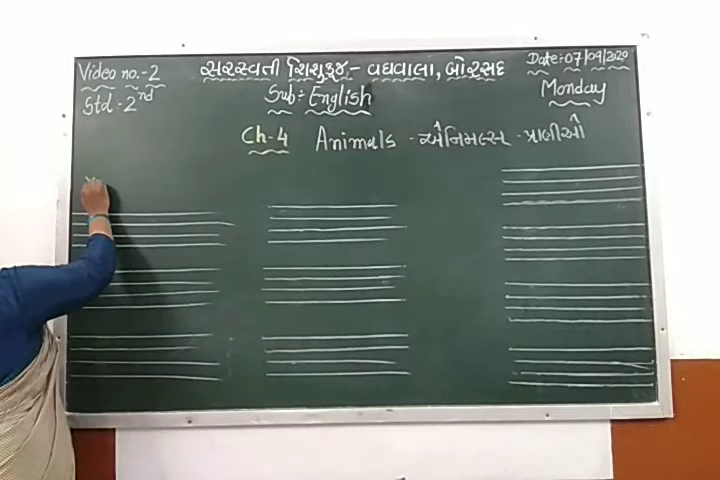 Video no.-2
સરસ્વતી શિશુકુંજ - વઘવાલા, બોરસદ
Date:-07/09/2020
Std.-2nd
Sub:- English
Monday
Ch-4 Animals - એનિમલ્સ - પ્રાણીઓ